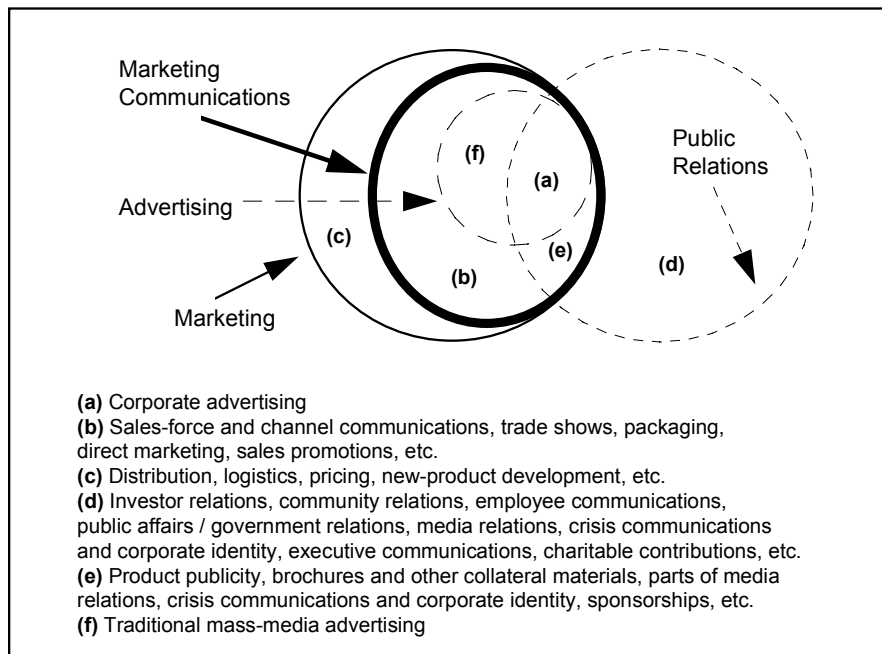 Marketing
Communications
(f)
Public
Relations
(a)
Advertising
(c)
(e)
(d)
(b)
Marketing
(a) Corporate advertising
(b) Sales-force and channel communications, trade shows, packaging,
direct marketing, sales promotions, etc.
(c) Distribution, logistics, pricing, new-product development, etc.
(d) Investor relations, community relations, employee communications,
public affairs / government relations, media relations, crisis communications
and corporate identity, executive communications, charitable contributions, etc.
(e) Product publicity, brochures and other collateral materials, parts of media
relations, crisis communications and corporate identity, sponsorships, etc.
(f) Traditional mass-media advertising